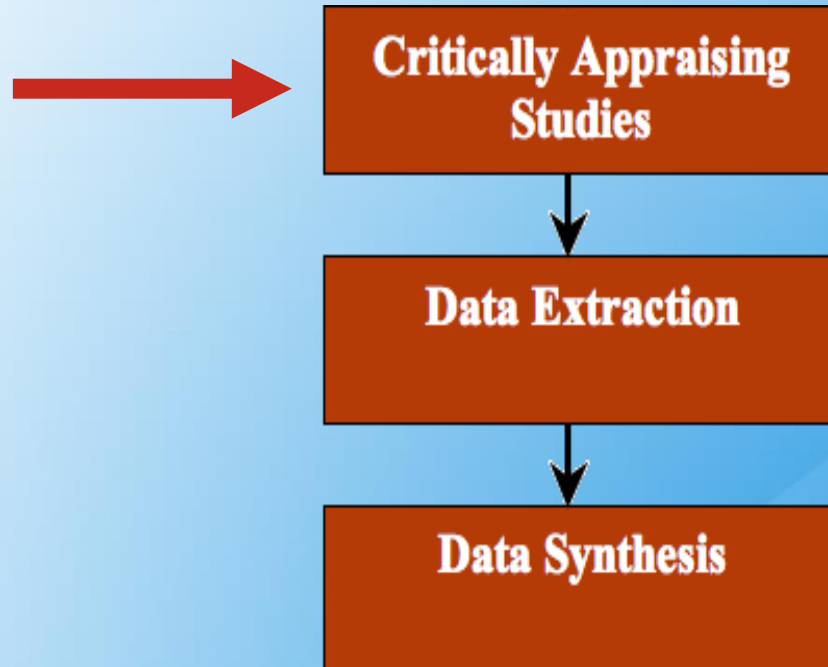 Critically Appraising
Studies
Data Extraction
Data Synthesis